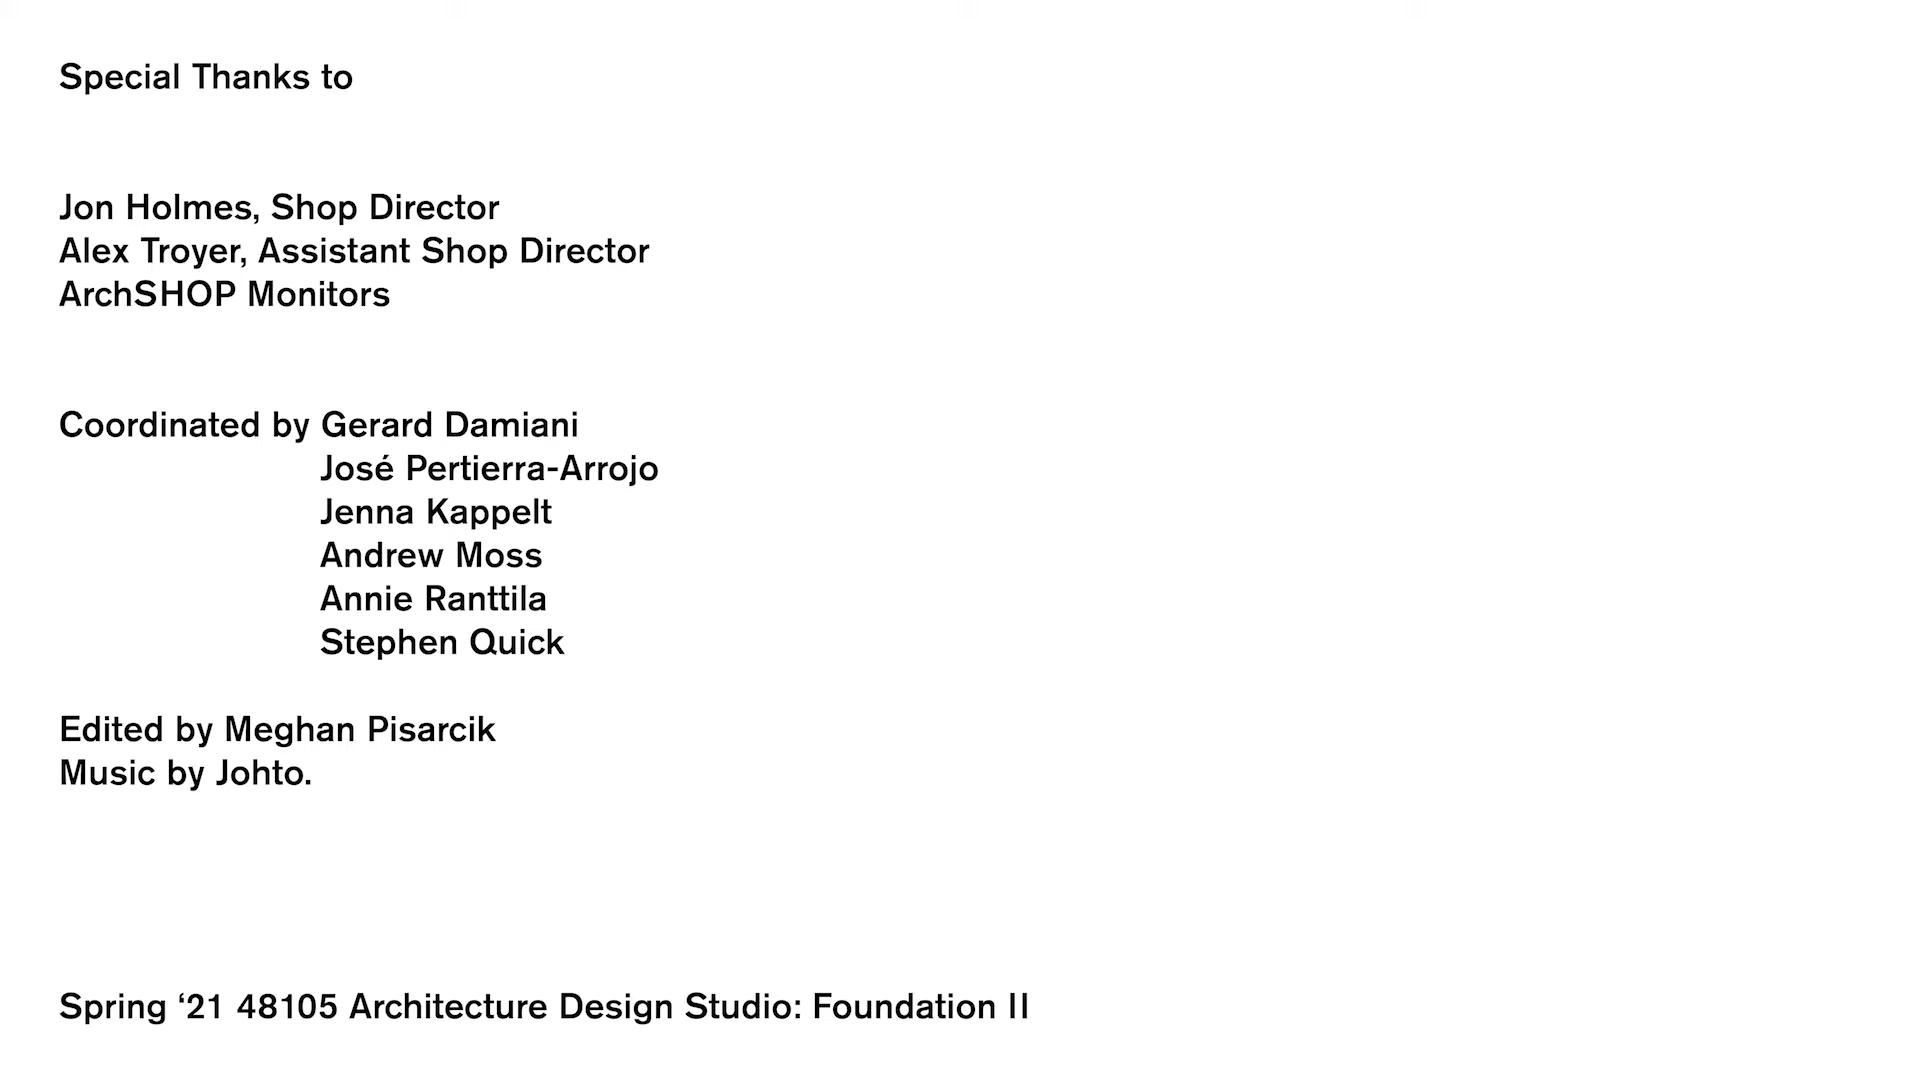 Special Thanks to
Jon Holmes, Shop Director
Alex Troyer, Assistant Shop Director
ArchSHOP Monitors
Coordinated by Gerard Damiani
José Pertierra-Arrojo
Jenna Kappelt
Andrew Moss
Annie Ranttila
Stephen Quick
Edited by Meghan Pisarcik
Music by Johto.
Spring ‘21 48105 Architecture Design Studio: Foundation II